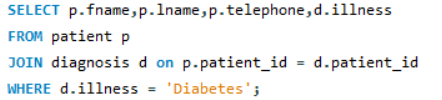 SELECT p.fname,p.lname,p.telephone,d.illness
FROM patient p
JOIN diagnosis d on p.patient_id = d.patient_id
WHERE d.illness = 'Diabetes';